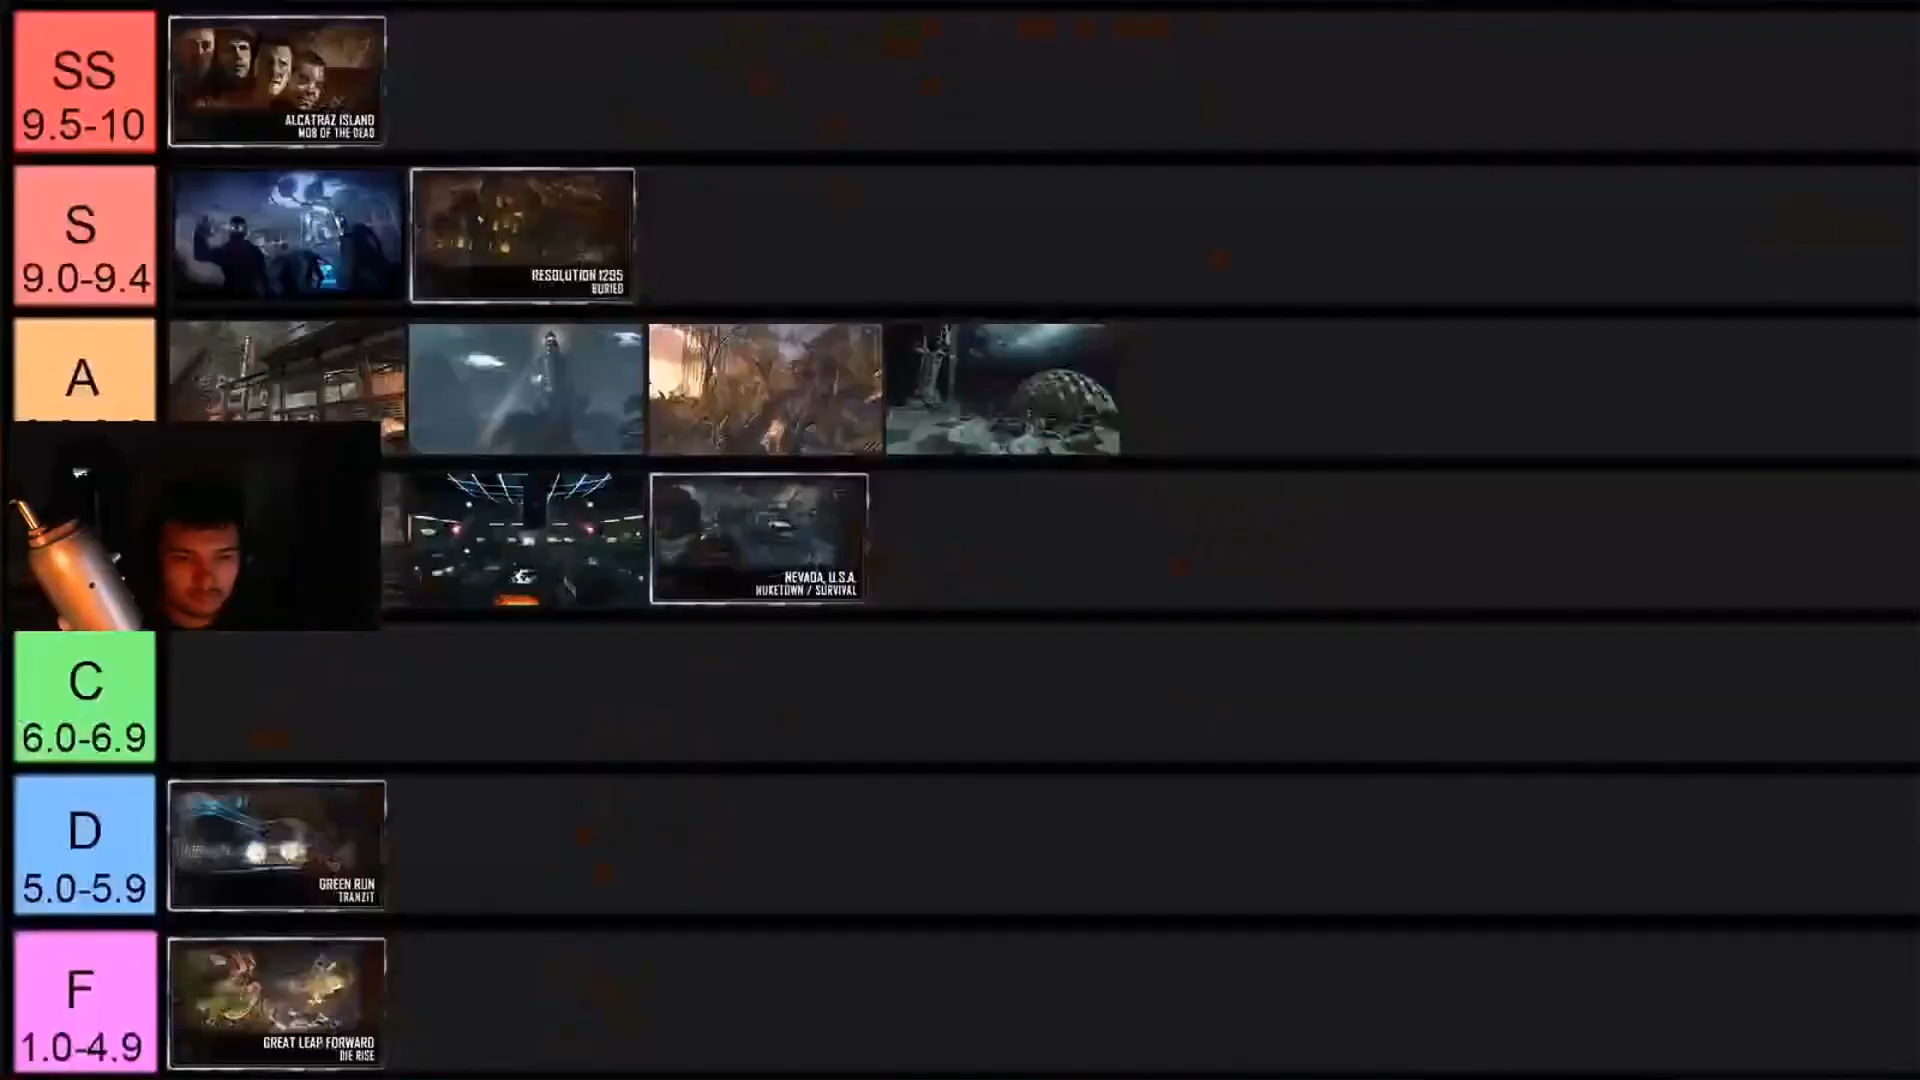 SS
9.5-10
ALCATRAZ ISLAND
MOB OF THE DEAD
S
9.0-9.4
RESOLUTION 1295
BURIED
A
NEVADA, U.S.A.
NUKETOWN / SURVIVAL
C
6.0-6.9
D
5.0-5.9
GREEN RUN
TRANZIT
F
1.0-4.9
GREAT LEAP FORWARD
DIE RISE